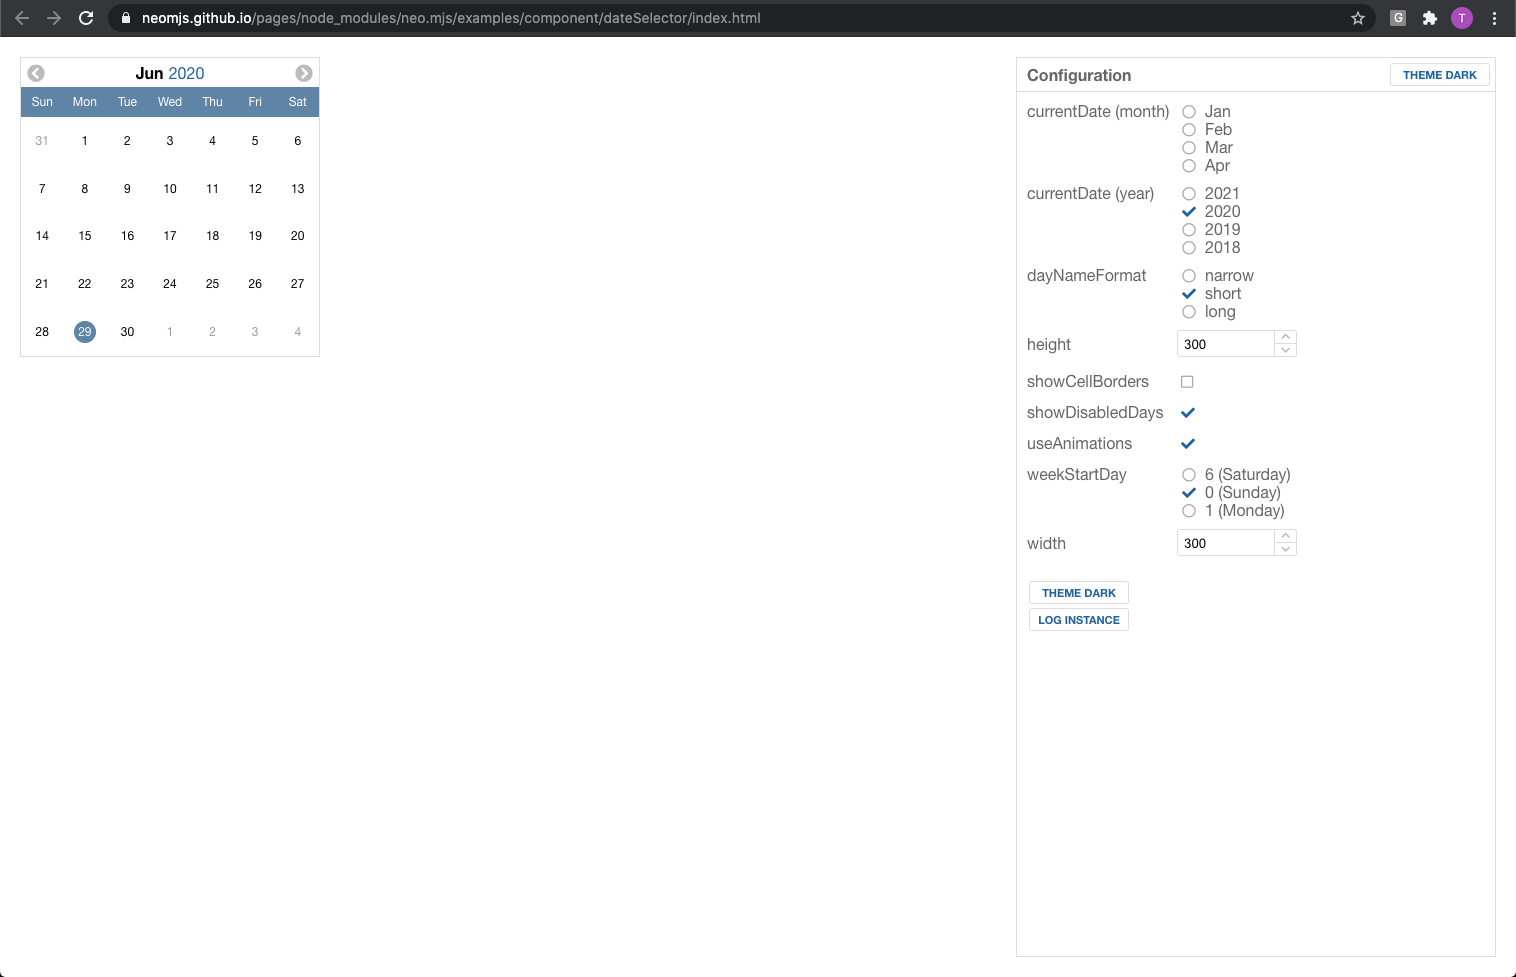 neomjs.github.io/pages/node_modules/neo.mjs/examples/component/dateSelector/index.html
G
T
Jun 2020
Sun Mon Tue Wed Thu Fri Sat
31 1 2 3 4 5 6
7 8 9 10 11 12 13
14 15 16 17 18 19 20
21 22 23 24 25 26 27
28 29 30 1 2 3 4
Configuration
THEME DARK
currentDate (month)
Jan
Feb
Mar
Apr
currentDate (year)
2021
2020
2019
2018
dayNameFormat
narrow
short
long
height
300
showCellBorders
showDisabledDays
useAnimations
weekStartDay
6 (Saturday)
0 (Sunday)
1 (Monday)
width
300
THEME DARK
LOG INSTANCE